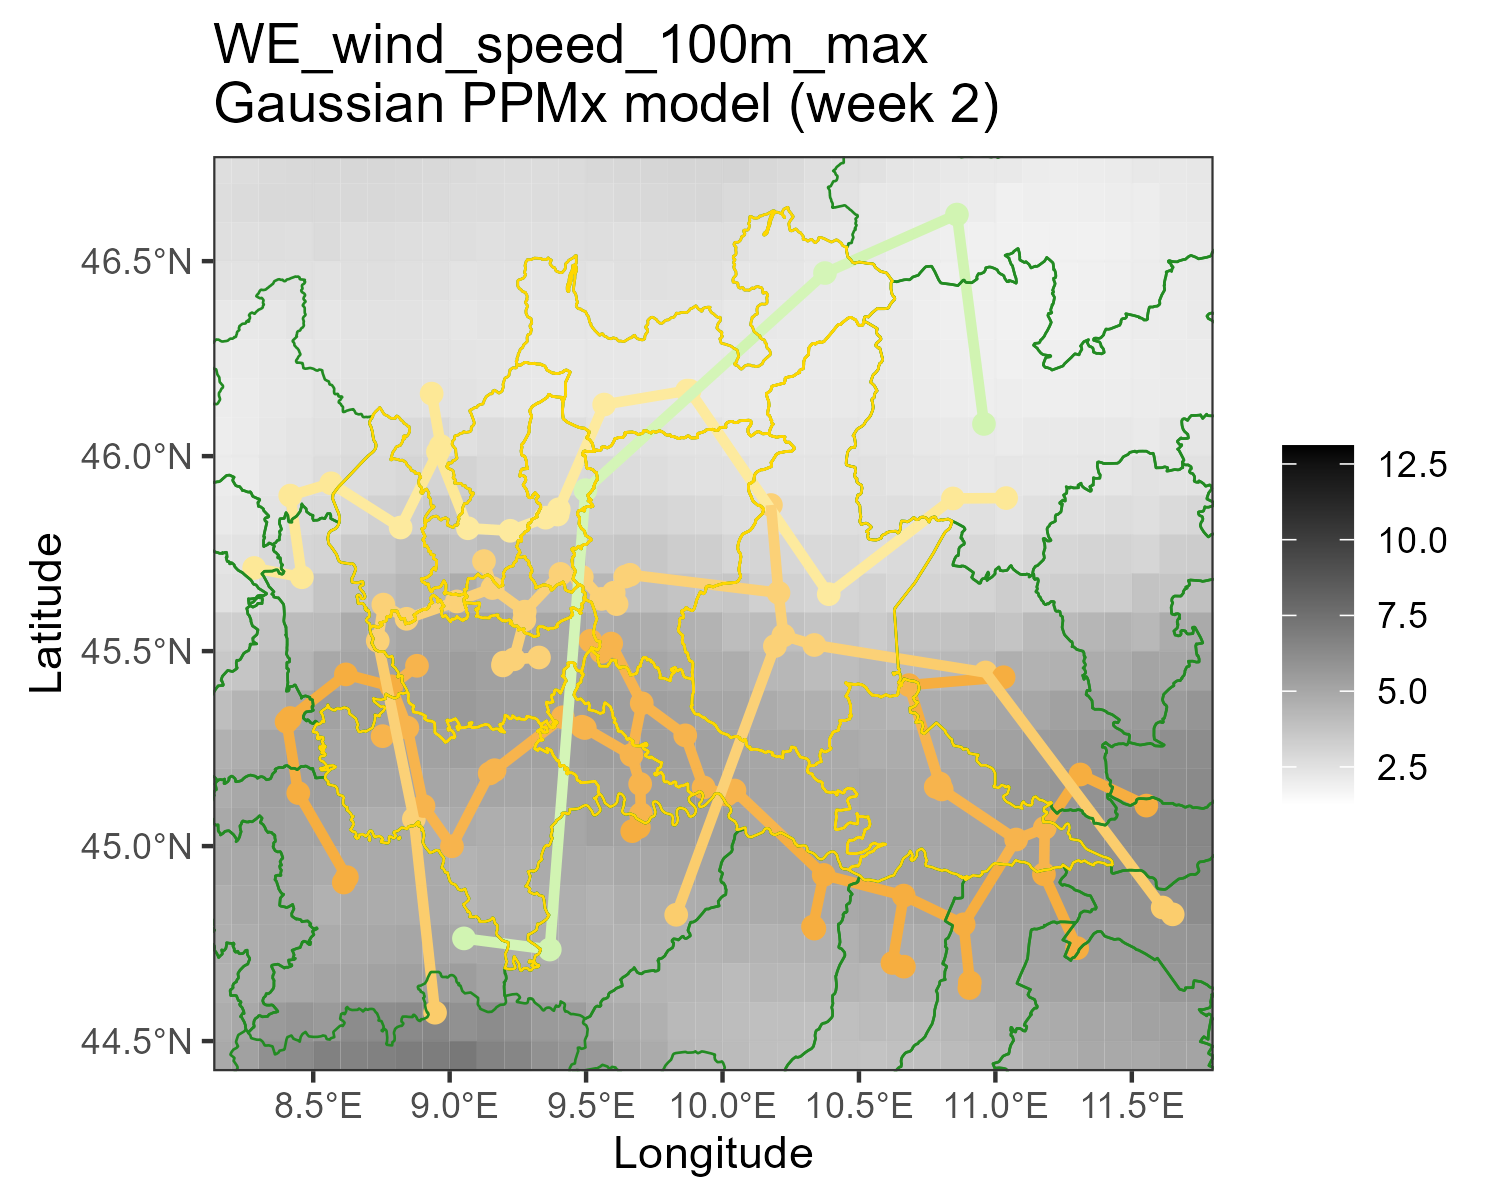 WE_wind_speed_100m_max
Gaussian PPMx model (week 2)
46.5°N
46.0°N
45.5°N
45.0°N
44.5°N
Latitude
8.5°E
9.0°E
9.5°E
10.0°E
10.5°E
11.0°E
11.5°E
Longitude
12.5
10.0
7.5
5.0
2.5